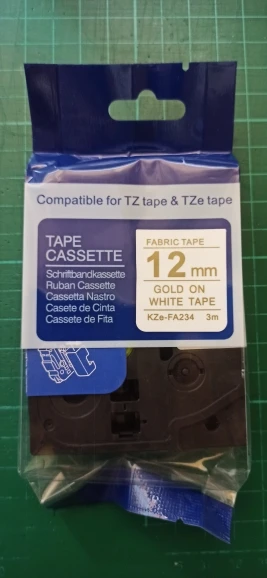 Compatible for TZ tape & TZe tape
TAPE
CASSETTE
Schriftbandkassette
Ruban Cassette
Cassetta Nastro
Casete de Cinta
Cassete de Fita
FABRIC TAPE
12 mm
GOLD ON
WHITE TAPE
KZe-FA234 3m